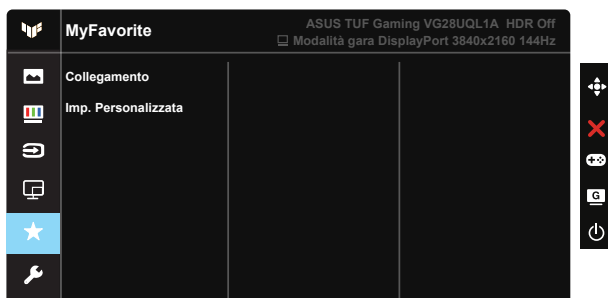 MyFavorite
ASUS TUF Gaming VG28UQL1A HDR Off
Modalità gara DisplayPort 3840x2160 144Hz
Collegamento
Imp. Personalizzata
G